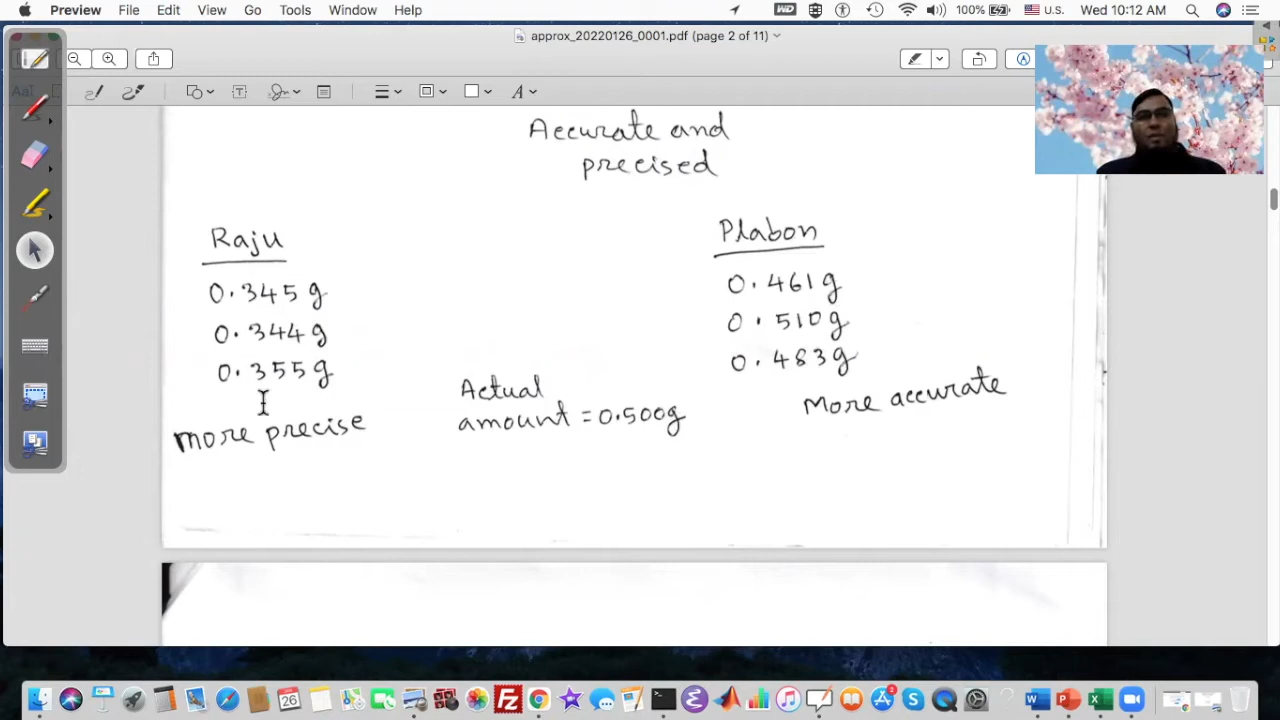 Preview File Edit View Go Tools Window Help
100% U.S. Wed 10:12 AM
approx_20220126_0001.pdf (page 2 of 11)
Accurate and
precised
Raju
0.345 g
0.344 g
0.355 g
more precise
Actual
amount = 0.500g
Plabon
0.461 g
0.510 g
0.483 g
More accurate